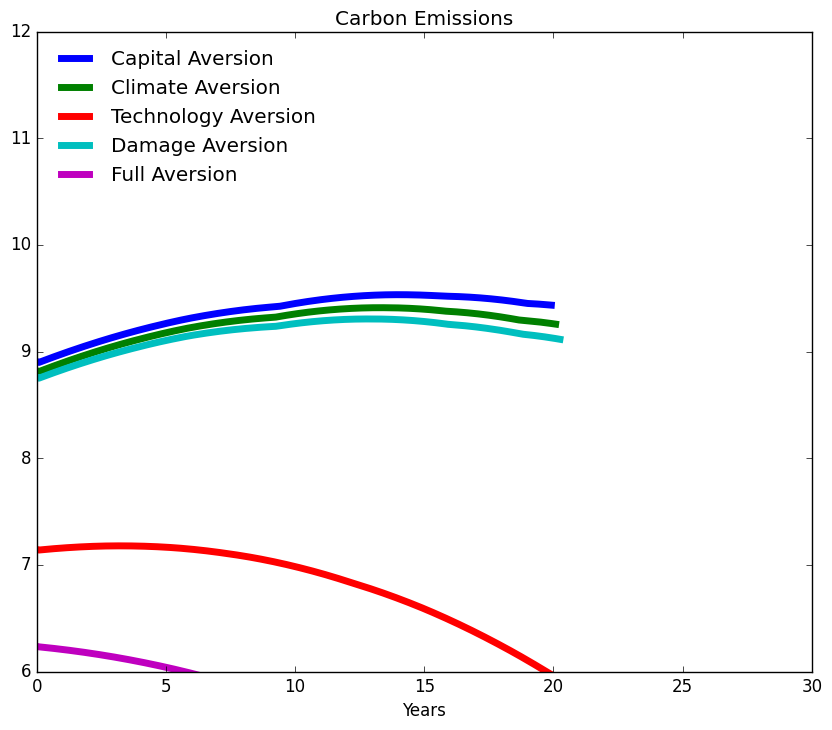 Carbon Emissions
12
11
10
9
8
7
6
Capital Aversion
Climate Aversion
Technology Aversion
Damage Aversion
Full Aversion
0 5 10 15 20 25 30
Years